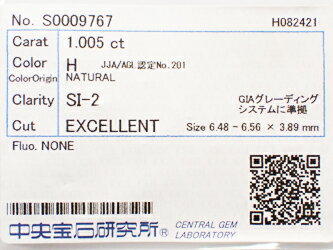 No. S0009767 H082421
Carat 1.005 ct
Color H JJA/AGL認定No.201
ColorOrigin NATURAL
Clarity SI-2 GIAグレーディング
システムに準拠
Cut EXCELLENT Size 6.48 - 6.56 × 3.89 mm
Fluo. NONE
中央宝石研究所® CENTRAL GEM
LABORATORY